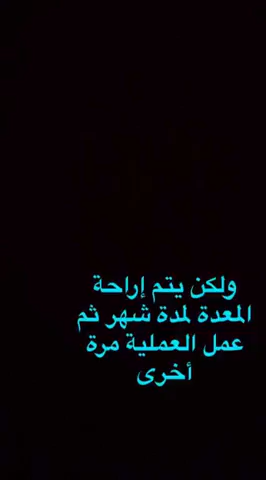 ولكن يتم إراحة
المعدة لمدة شهر ثم
عمل العملية مرة
أخرى